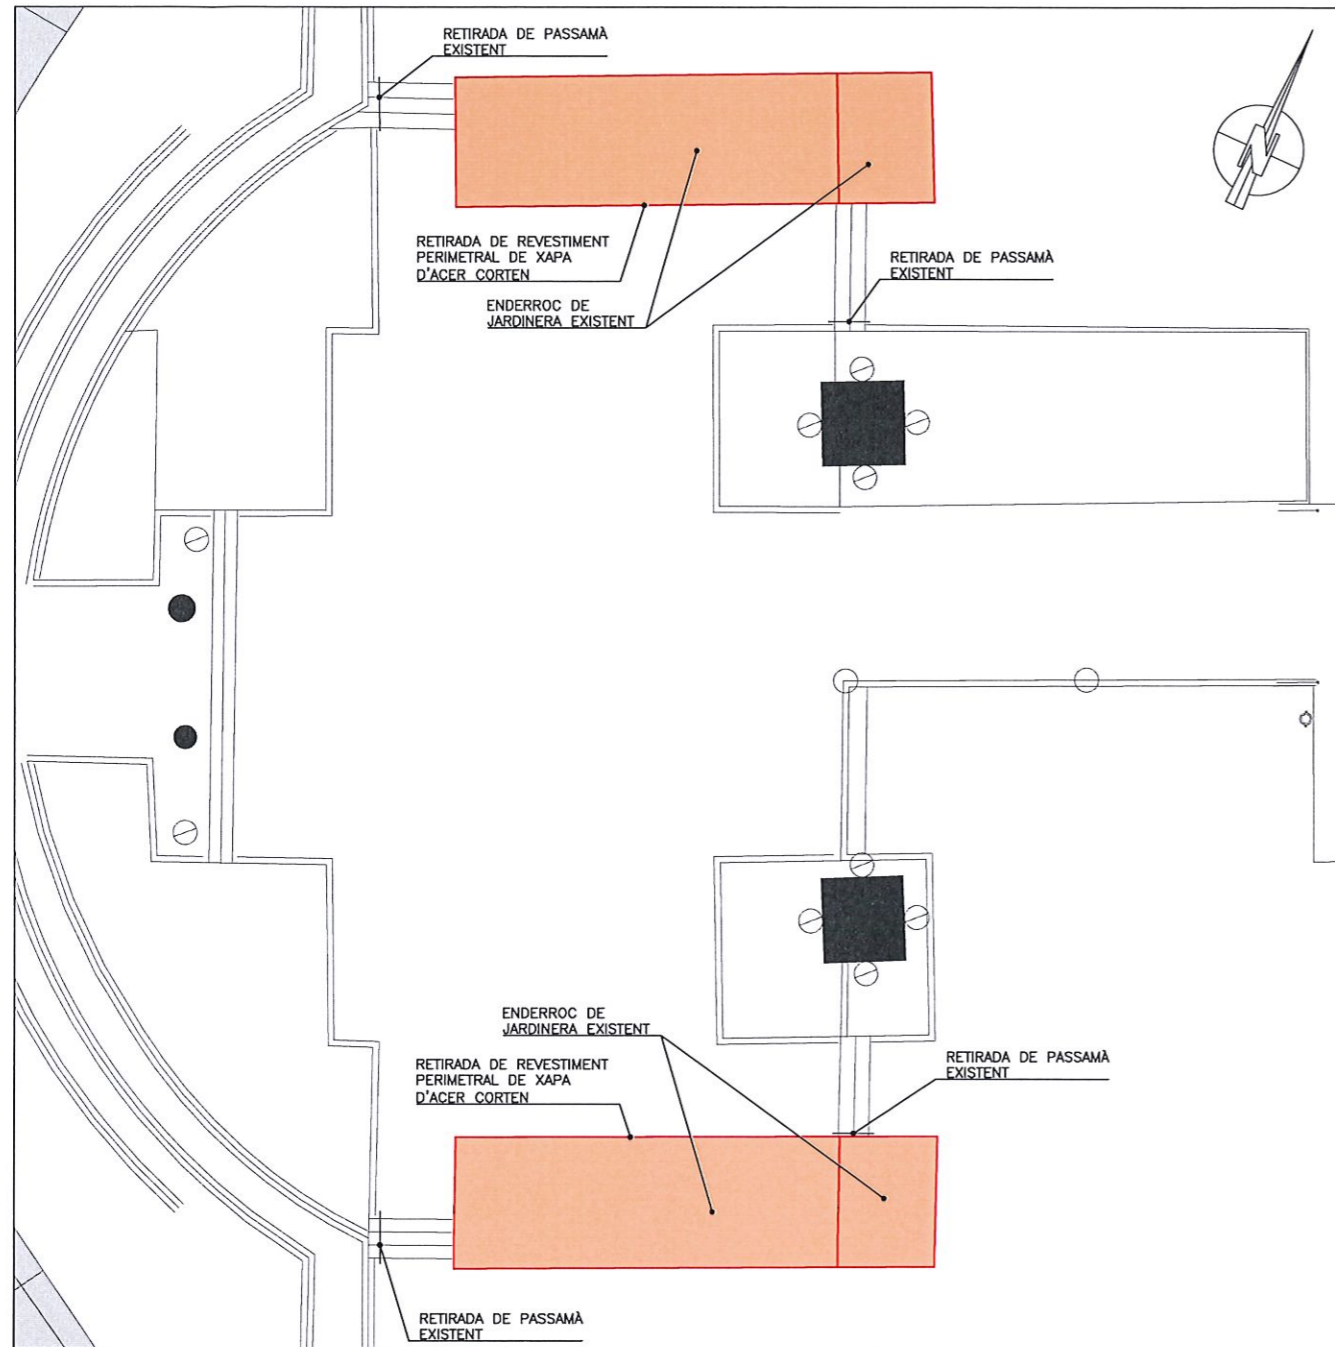 RETIRADA DE PASSAMÀ
EXISTENT
N
RETIRADA DE REVESTIMENT
PERIMETRAL DE XAPA
D'ACER CORTEN
RETIRADA DE PASSAMÀ
EXISTENT
ENDERROC DE
JARDINERA EXISTENT
ENDERROC DE
JARDINERA EXISTENT
RETIRADA DE REVESTIMENT
PERIMETRAL DE XAPA
D'ACER CORTEN
RETIRADA DE PASSAMÀ
EXISTENT
RETIRADA DE PASSAMÀ
EXISTENT